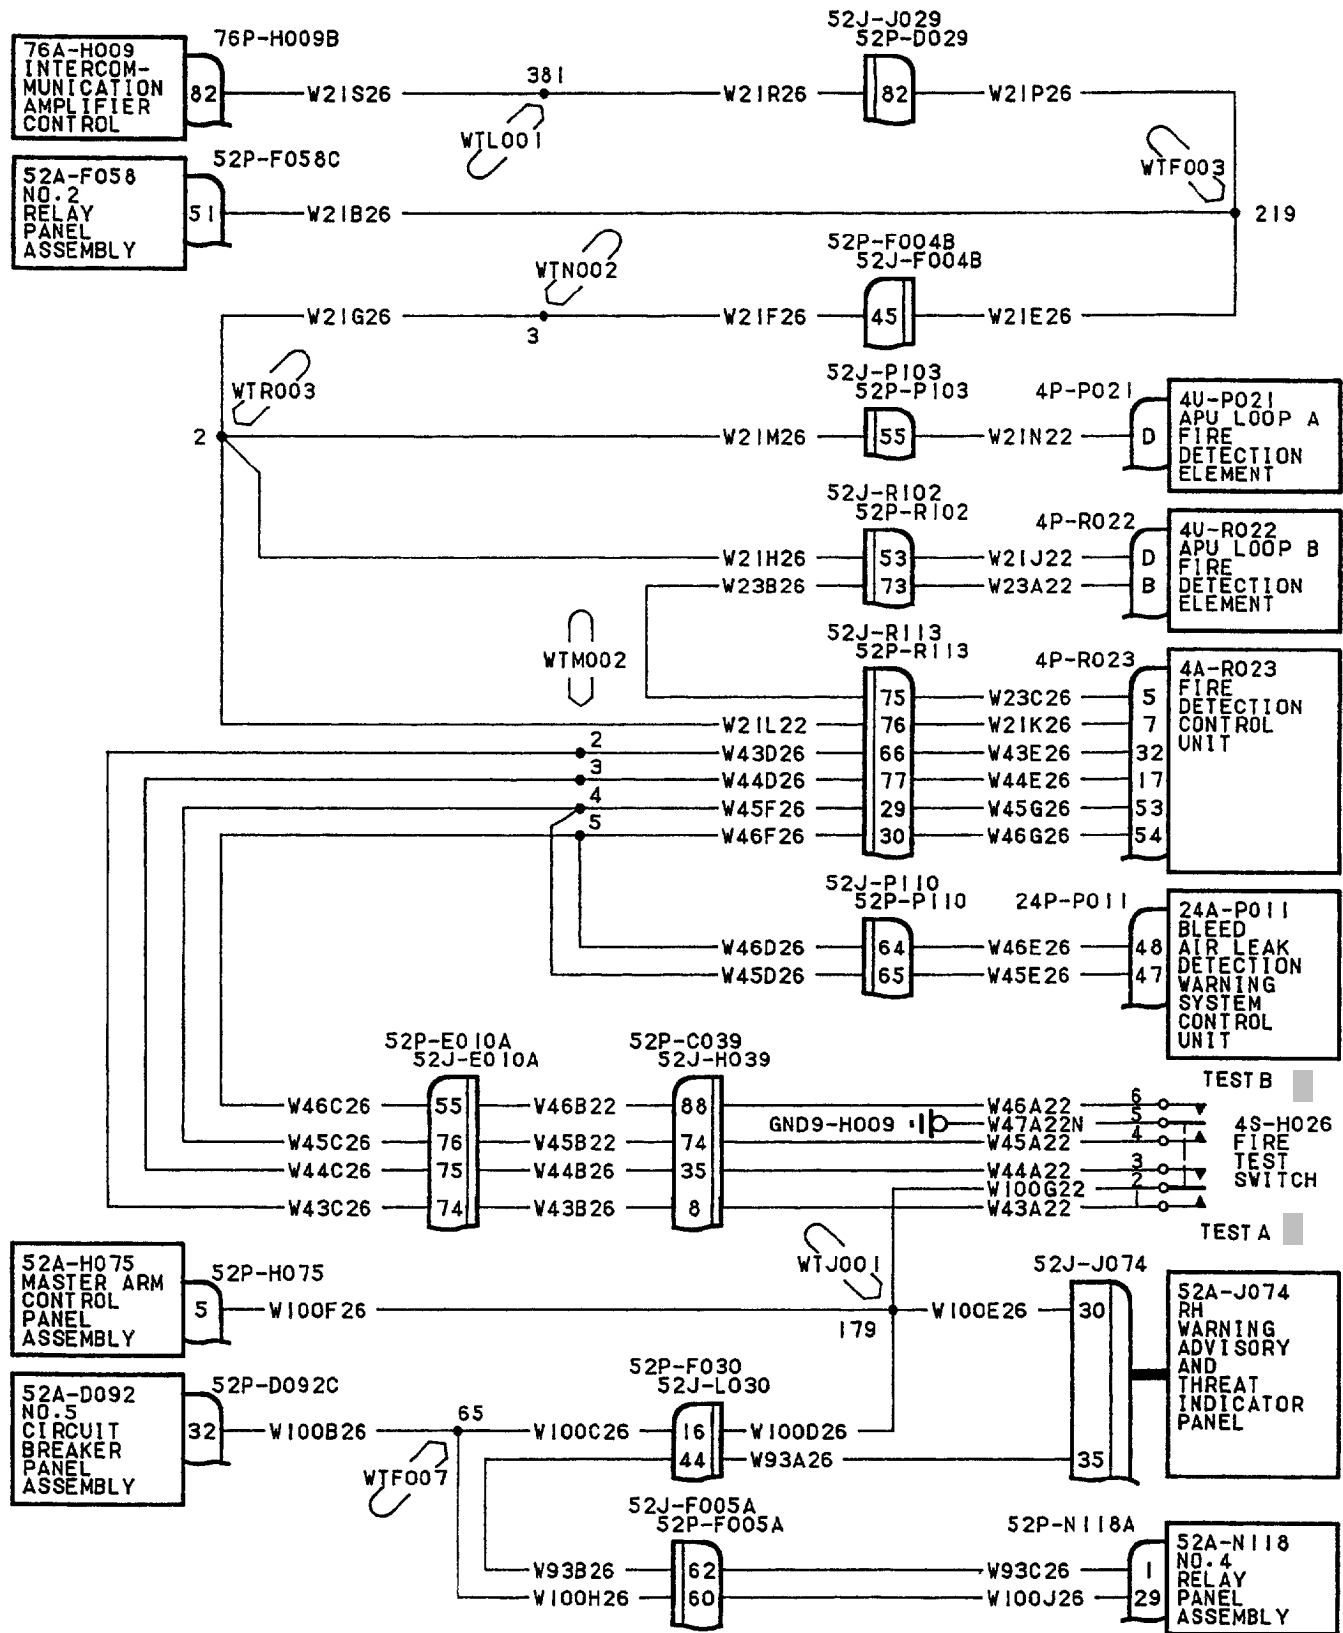 52J-J029
52P-D029
76P-H009B
76A-H009
INTERCOM-
MUNICATION
AMPLIFIER
CONTROL
82
W21S26
381
W21R26
82
W21P26
WTL001
WTF003
52P-F058C
52A-F058
NO.2
RELAY
PANEL
ASSEMBLY
51
W21B26
219
WTN002
52P-F004B
52J-F004B
W21G26
3
W21F26
45
W21E26
WTR003
52J-P103
52P-P103
4P-P021
4U-P021
APU LOOP A
FIRE
DETECTION
ELEMENT
2
W21M26
55
W21N22
D
52J-R102
52P-R102
4P-R022
4U-R022
APU LOOP B
FIRE
DETECTION
ELEMENT
W21H26
53
W21J22
D
W23B26
73
W23A22
B
WTM002
52J-R113
52P-R113
4P-R023
4A-R023
FIRE
DETECTION
CONTROL
UNIT
75
W23C26
5
W21L22
76
W21K26
7
2
W43D26
66
W43E26
32
3
W44D26
77
W44E26
17
4
W45F26
29
W45G26
53
5
W46F26
30
W46G26
54
52J-P110
52P-P110
24P-P011
24A-P011
BLEED
AIR LEAK
DETECTION
WARNING
SYSTEM
CONTROL
UNIT
W46D26
64
W46E26
48
W45D26
65
W45E26
47
52P-E010A
52J-E010A
52P-C039
52J-H039
TEST B
W46C26
55
W46B22
88
W46A22
6
GND9-H009
W47A22N
5
W45C26
76
W45B22
74
W45A22
4
W44C26
75
W44B26
35
W44A22
3
W100G22
2
W43C26
74
W43B26
8
W43A22
1
4S-H026
FIRE
TEST
SWITCH
TEST A
WTJ001
52P-H075
52A-H075
MASTER ARM
CONTROL
PANEL
ASSEMBLY
5
W100F26
179
W100E26
52J-J074
30
35
52A-J074
RH
WARNING
ADVISORY
AND
THREAT
INDICATOR
PANEL
52P-D092C
52A-D092
NO.5
CIRCUIT
BREAKER
PANEL
ASSEMBLY
32
W100B26
65
WTF007
52P-F030
52J-L030
W100C26
16
W100D26
44
W93A26
52J-F005A
52P-F005A
52P-N118A
52A-N118
NO.4
RELAY
PANEL
ASSEMBLY
W93B26
62
W93C26
1
W100H26
60
W100J26
29